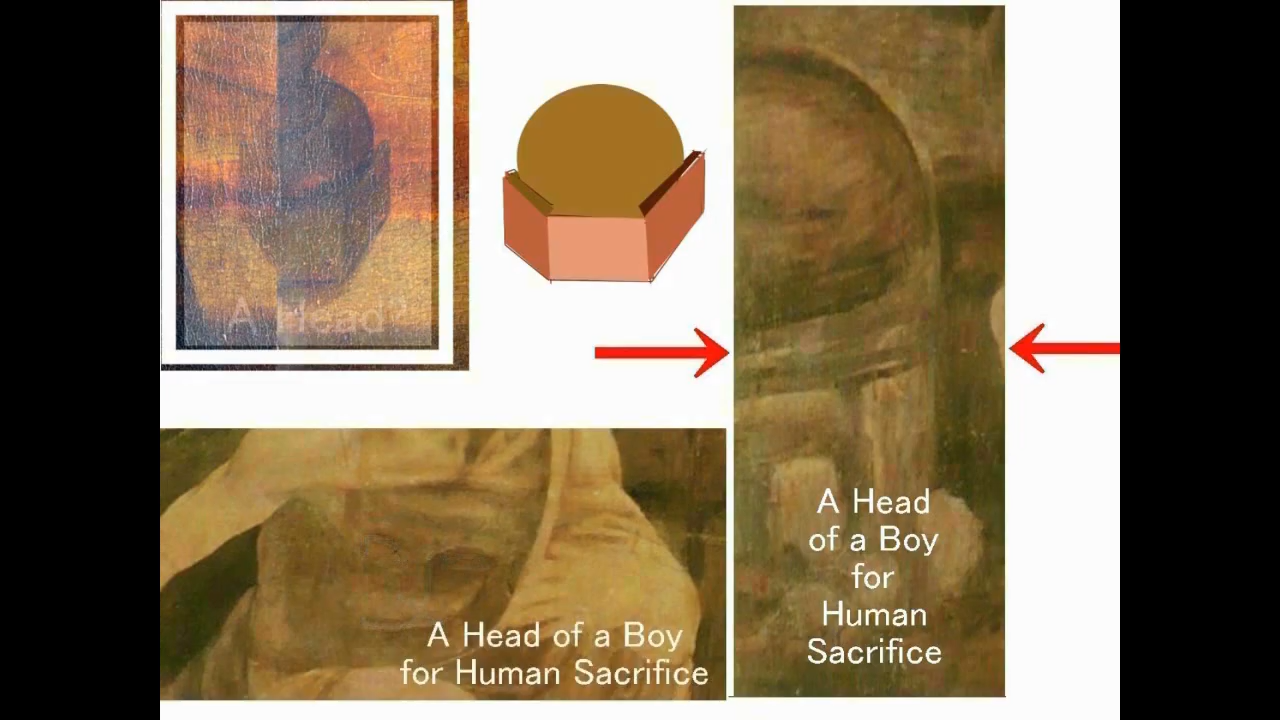 A Head?
A Head of a Boy
for Human Sacrifice
A Head
of a Boy
for
Human
Sacrifice